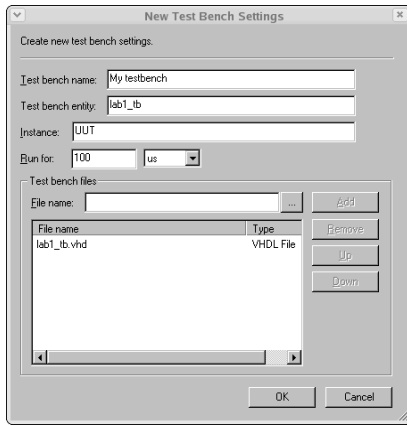 New Test Bench Settings
Create new test bench settings.
Test bench name: My testbench
Test bench entity: lab1_tb
Instance: UUT
Run for: 100 us
Test bench files
File name: ... Add
File name Type Remove
lab1_tb.vhd VHDL File
Up
Down
OK Cancel